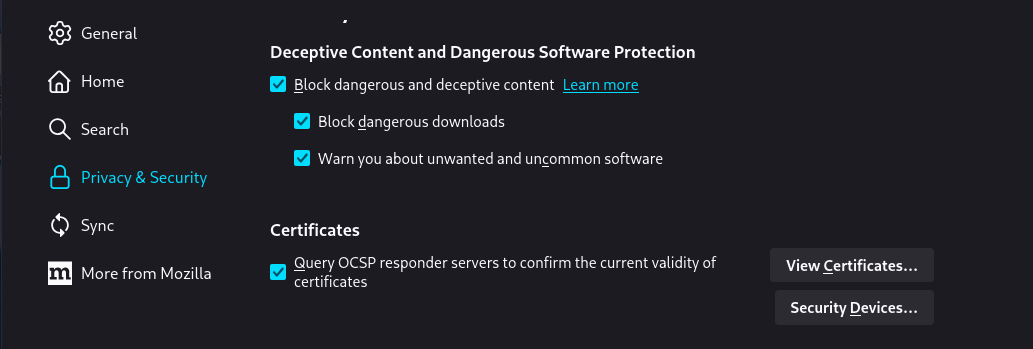 General
Home
Search
Privacy & Security
Sync
m
More from Mozilla
Deceptive Content and Dangerous Software Protection
Block dangerous and deceptive content Learn more
Block dangerous downloads
Warn you about unwanted and uncommon software
Certificates
Query OCSP responder servers to confirm the current validity of
certificates
View Certificates...
Security Devices...